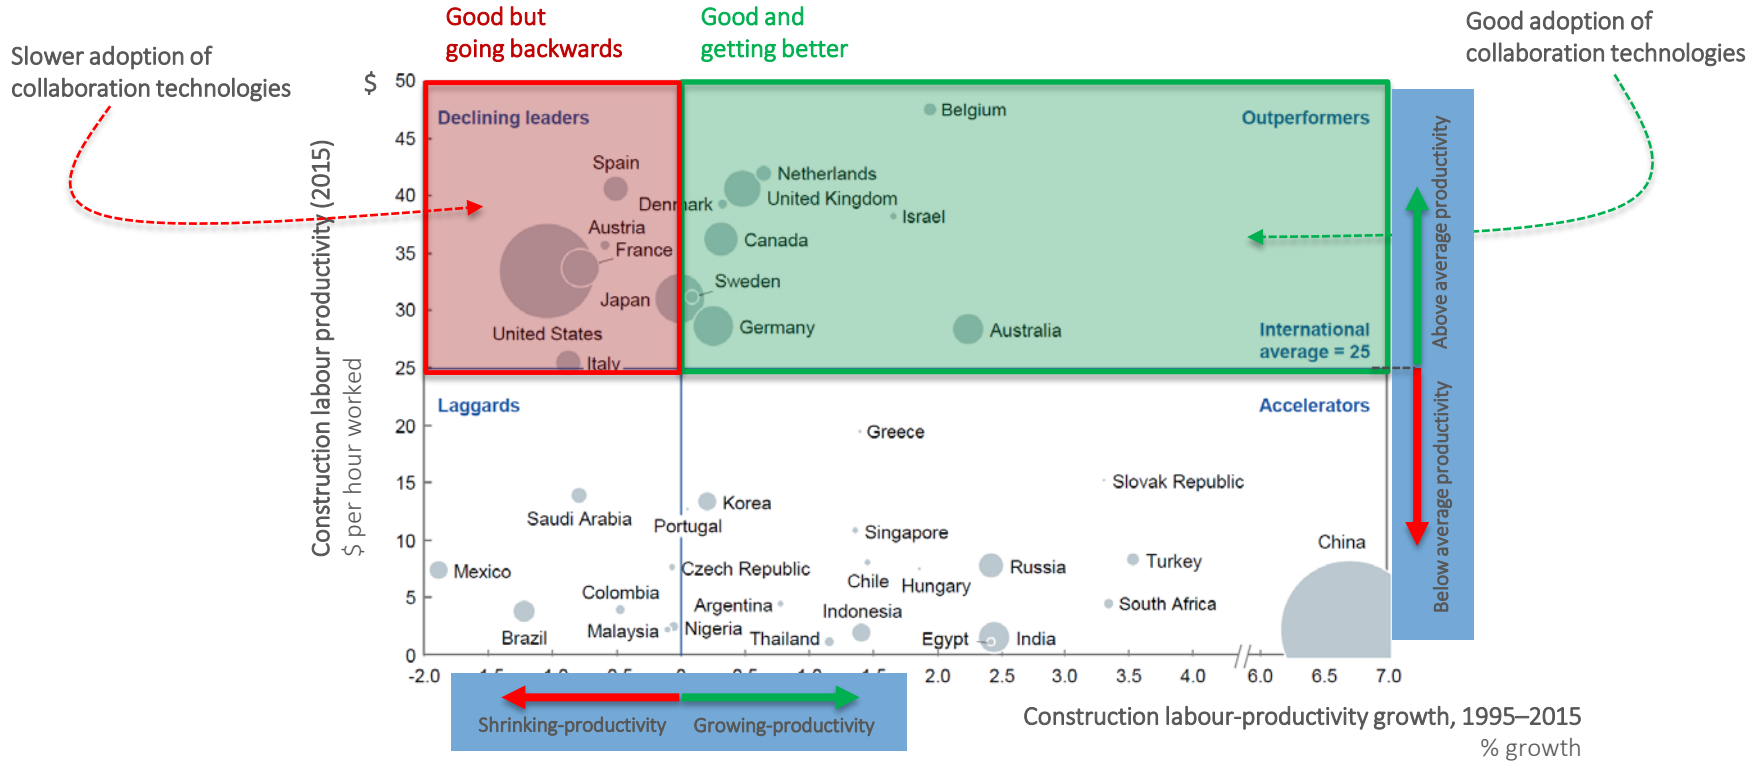 Good but
going backwards
Good and
getting better
Slower adoption of
collaboration technologies
Good adoption of
collaboration technologies
$
50
45
40
35
30
25
20
15
10
5
0
Construction labour productivity (2015)
$ per hour worked
Declining leaders
Outperformers
Belgium
Spain
Netherlands
United Kingdom
Denmark
Israel
Austria
France
Canada
Sweden
Japan
United States
Germany
Australia
International
average = 25
Italy
Laggards
Accelerators
Greece
Slovak Republic
Saudi Arabia
Korea
Portugal
Singapore
China
Mexico
Czech Republic
Chile
Hungary
Russia
Turkey
Colombia
Argentina
Indonesia
South Africa
Brazil
Malaysia
Nigeria
Thailand
Egypt
India
Above average productivity
Below average productivity
-2.0
2.0
2.5
3.0
3.5
4.0
6.0
6.5
7.0
Shrinking-productivity
Growing-productivity
Construction labour-productivity growth, 1995–2015
% growth